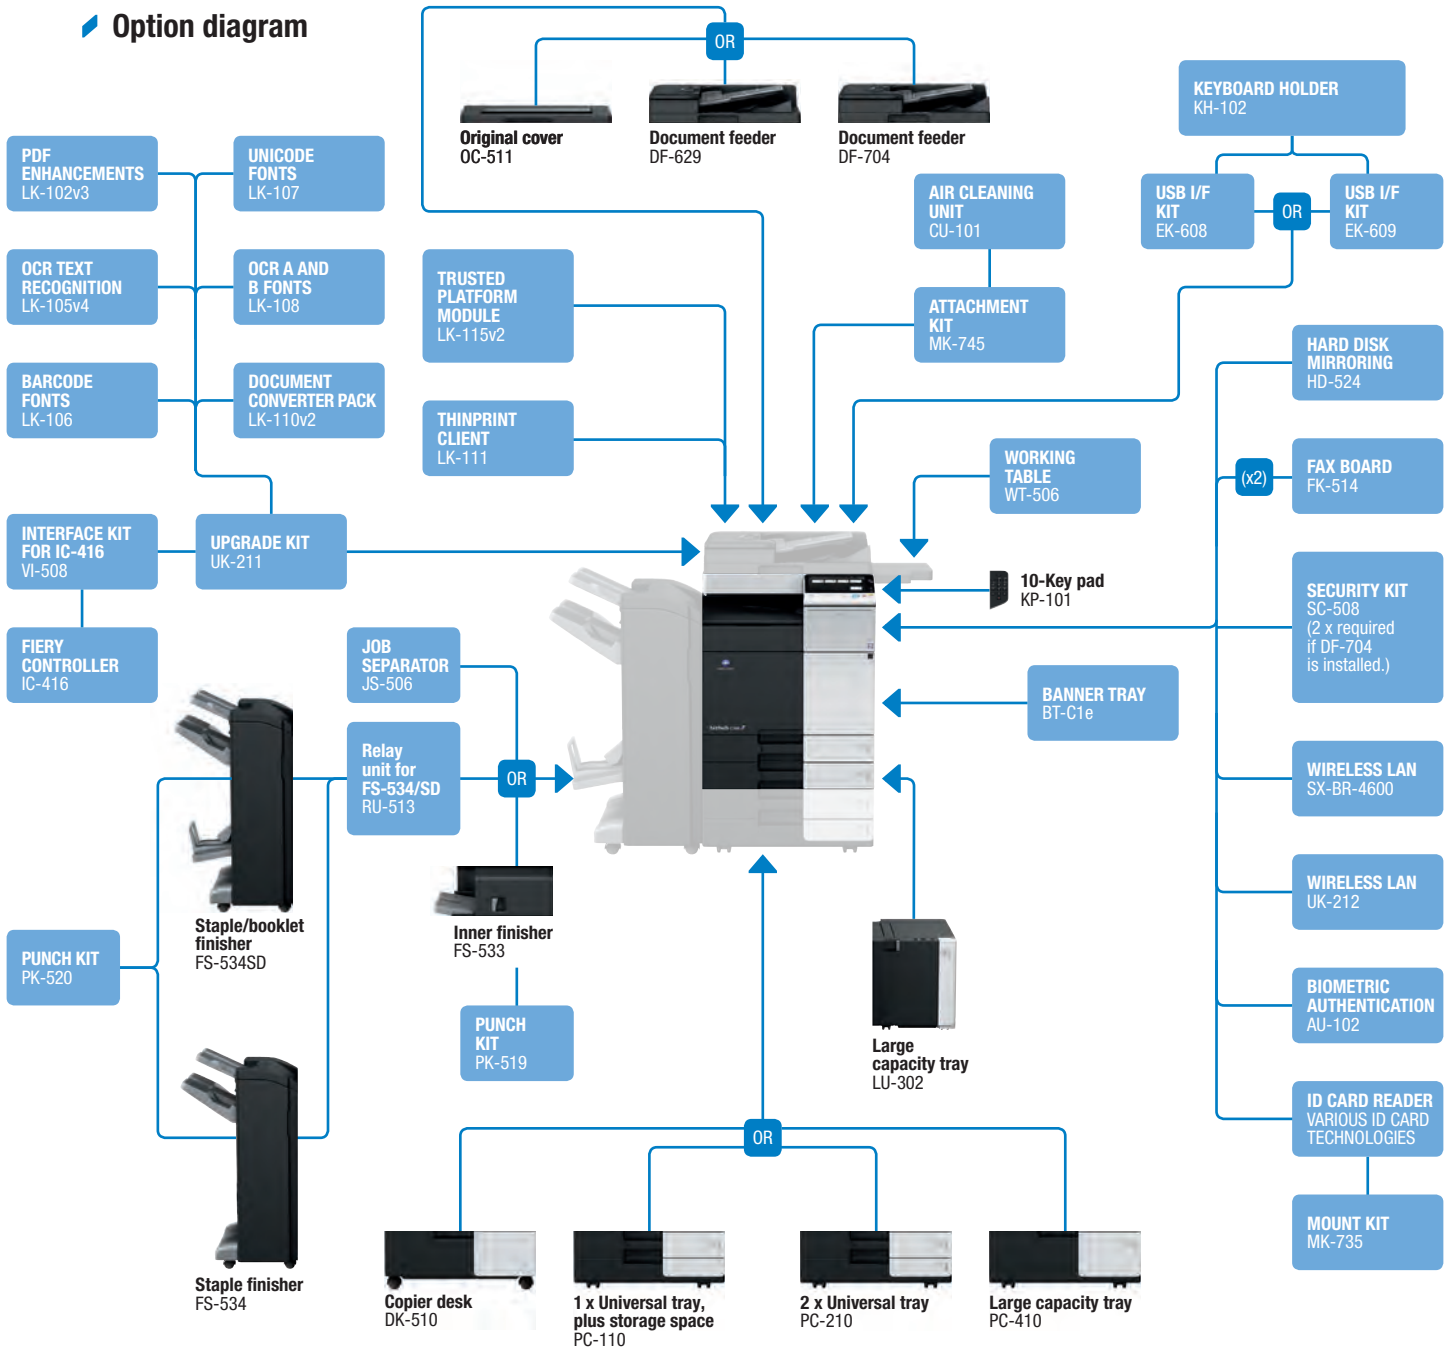 Option diagram
OR
Original cover
OC-511
Document feeder
DF-629
Document feeder
DF-704
KEYBOARD HOLDER
KH-102
PDF
ENHANCEMENTS
LK-102v3
UNICODE
FONTS
LK-107
AIR CLEANING
UNIT
CU-101
USB I/F
KIT
EK-608
OR
USB I/F
KIT
EK-609
OCR TEXT
RECOGNITION
LK-105v4
OCR A AND
B FONTS
LK-108
TRUSTED
PLATFORM
MODULE
LK-115v2
ATTACHMENT
KIT
MK-745
HARD DISK
MIRRORING
HD-524
BARCODE
FONTS
LK-106
DOCUMENT
CONVERTER PACK
LK-110v2
THINPRINT
CLIENT
LK-111
WORKING
TABLE
WT-506
(x2)
FAX BOARD
FK-514
INTERFACE KIT
FOR IC-416
VI-508
UPGRADE KIT
UK-211
10-Key pad
KP-101
SECURITY KIT
SC-508
(2 x required
if DF-704
is installed.)
FIERY
CONTROLLER
IC-416
JOB
SEPARATOR
JS-506
BANNER TRAY
BT-C1e
Relay
unit for
FS-534/SD
RU-513
OR
WIRELESS LAN
SX-BR-4600
WIRELESS LAN
UK-212
Staple/booklet
finisher
FS-534SD
Inner finisher
FS-533
PUNCH KIT
PK-520
BIOMETRIC
AUTHENTICATION
AU-102
PUNCH
KIT
PK-519
Large
capacity tray
LU-302
ID CARD READER
VARIOUS ID CARD
TECHNOLOGIES
OR
MOUNT KIT
MK-735
Staple finisher
FS-534
Copier desk
DK-510
1 x Universal tray,
plus storage space
PC-110
2 x Universal tray
PC-210
Large capacity tray
PC-410